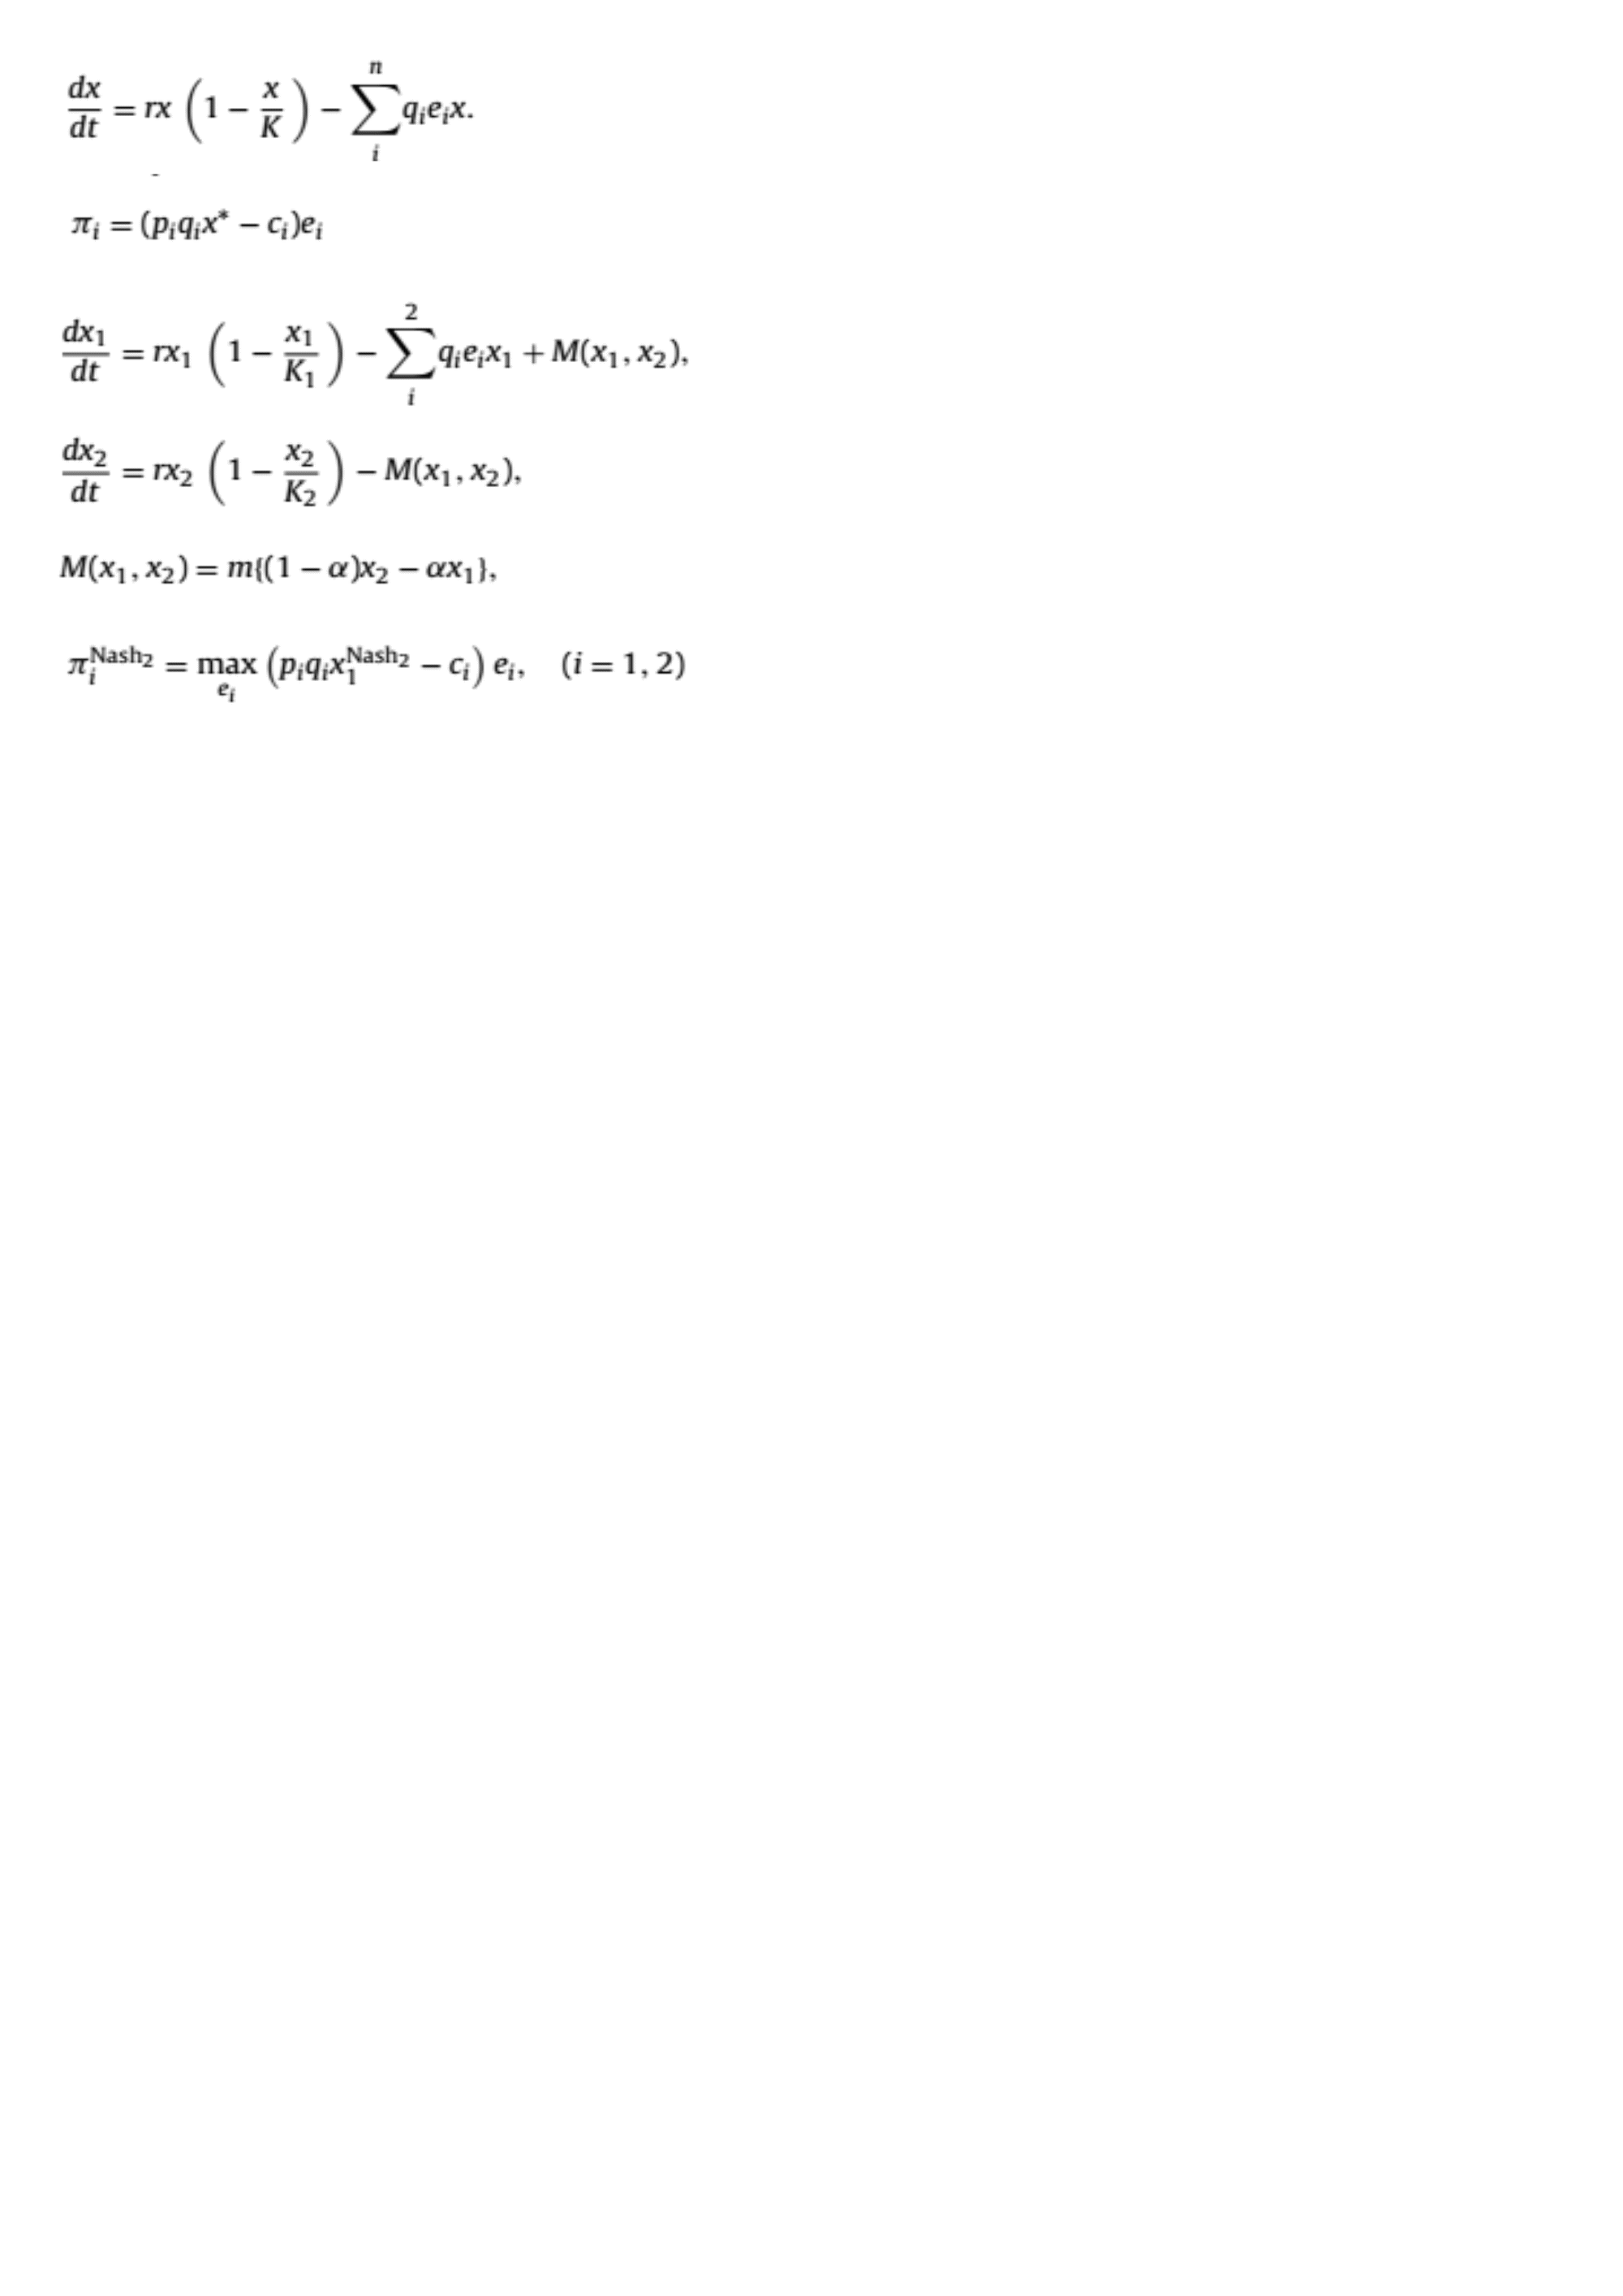 dx/dt = rx (1 − x/K) − ∑_i^n q_i e_i x.
π_i = (p_i q_i x* − c_i)e_i
dx_1/dt = rx_1 (1 − x_1/K_1) − ∑_i^2 q_i e_i x_1 + M(x_1, x_2),
dx_2/dt = rx_2 (1 − x_2/K_2) − M(x_1, x_2),
M(x_1, x_2) = m{(1 − α)x_2 − αx_1},
π_i^{Nash_2} = max_{e_i} (p_i q_i x_1^{Nash_2} − c_i) e_i, (i = 1, 2)